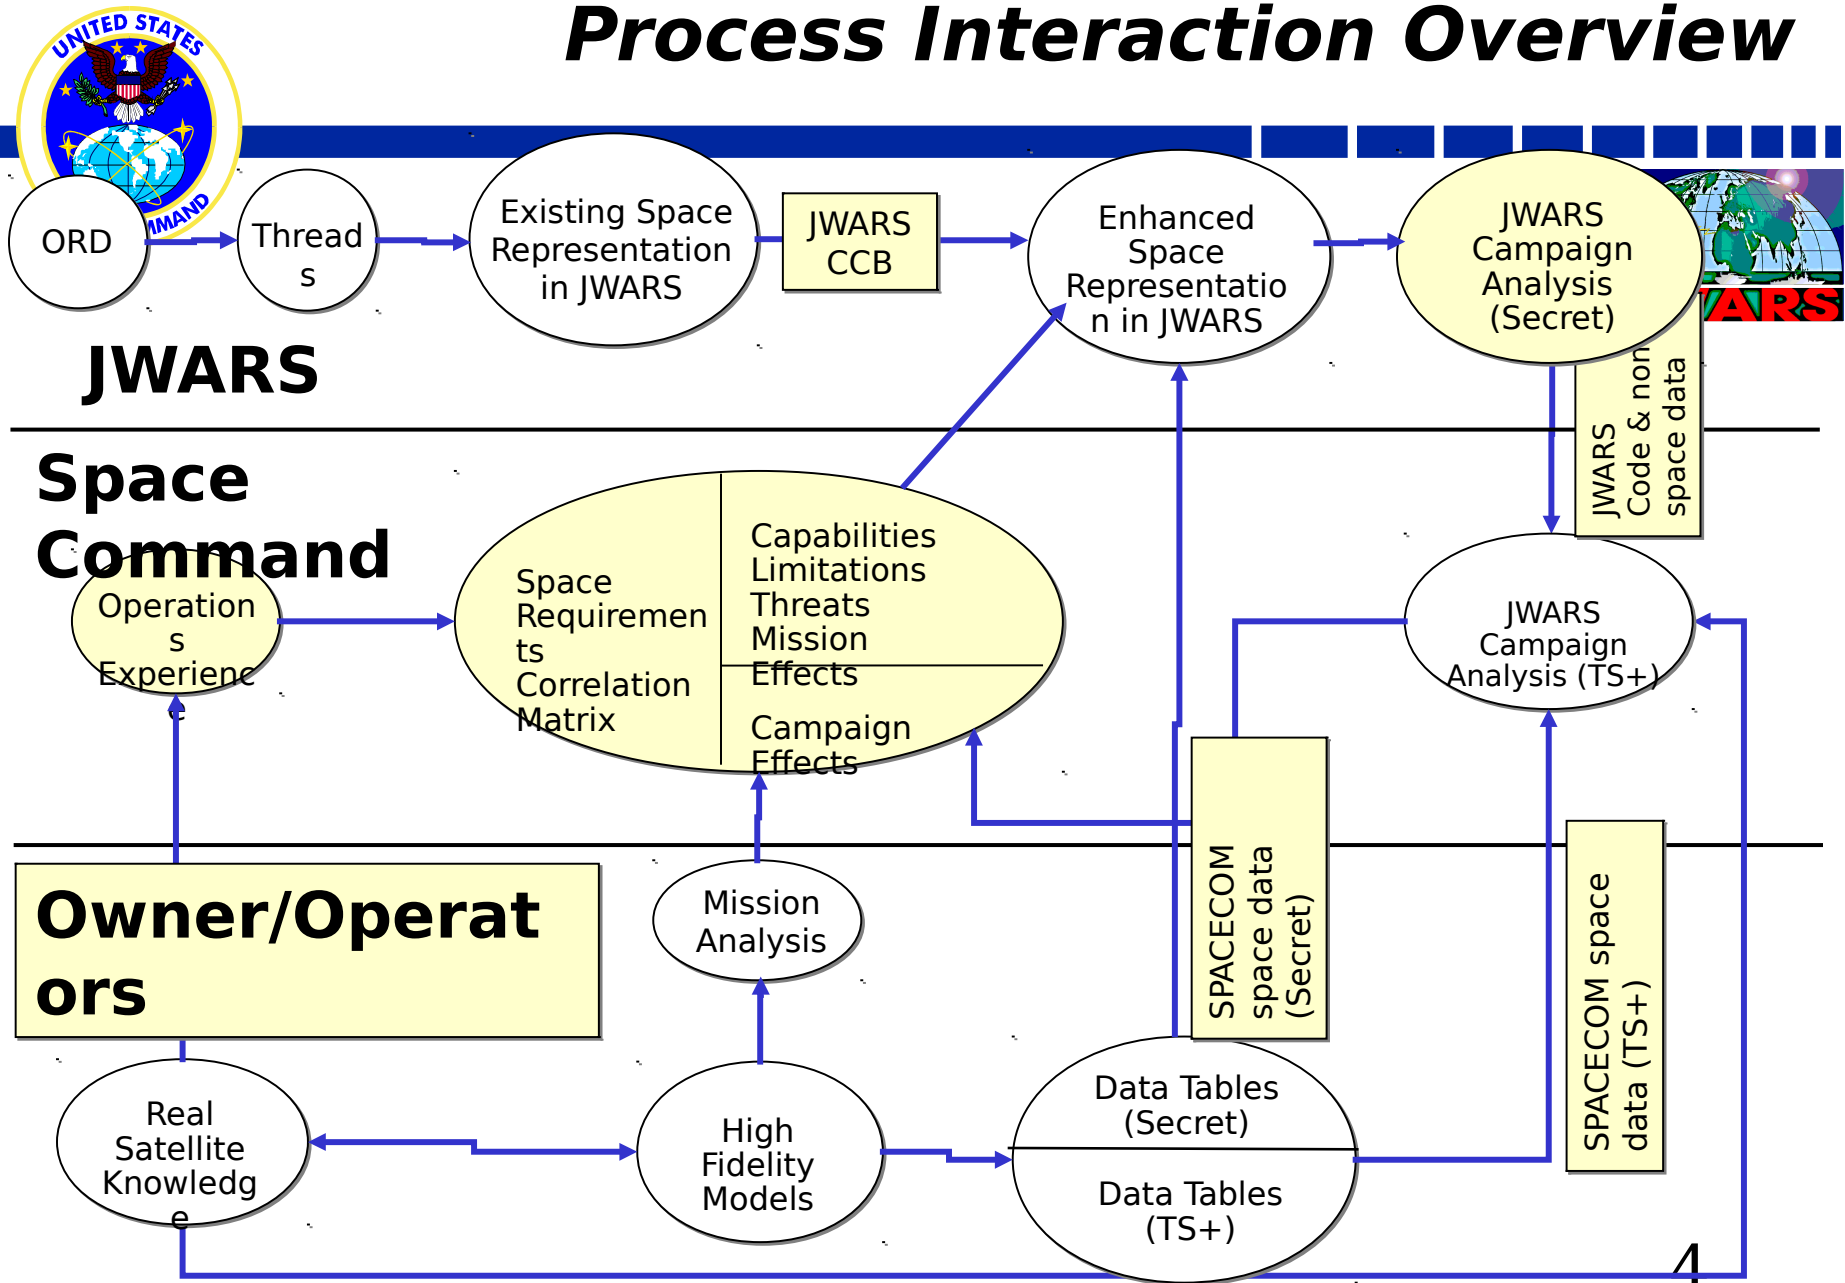 Process Interaction Overview
UNITED STATES
MMAND
ORD
Thread
s
Existing Space
Representation
in JWARS
JWARS
CCB
Enhanced
Space
Representatio
n in JWARS
JWARS
Campaign
Analysis
(Secret)
ARS
JWARS
Code & non
space data
JWARS
Space
Command
Operation
s
Experienc
e
Space
Requiremen
ts
Correlation
Matrix
Capabilities
Limitations
Threats
Mission
Effects
Campaign
Effects
JWARS
Campaign
Analysis (TS+)
SPACECOM
space data
(Secret)
SPACECOM space
data (TS+)
Owner/Operat
ors
Mission
Analysis
Real
Satellite
Knowledg
e
High
Fidelity
Models
Data Tables
(Secret)
Data Tables
(TS+)
4